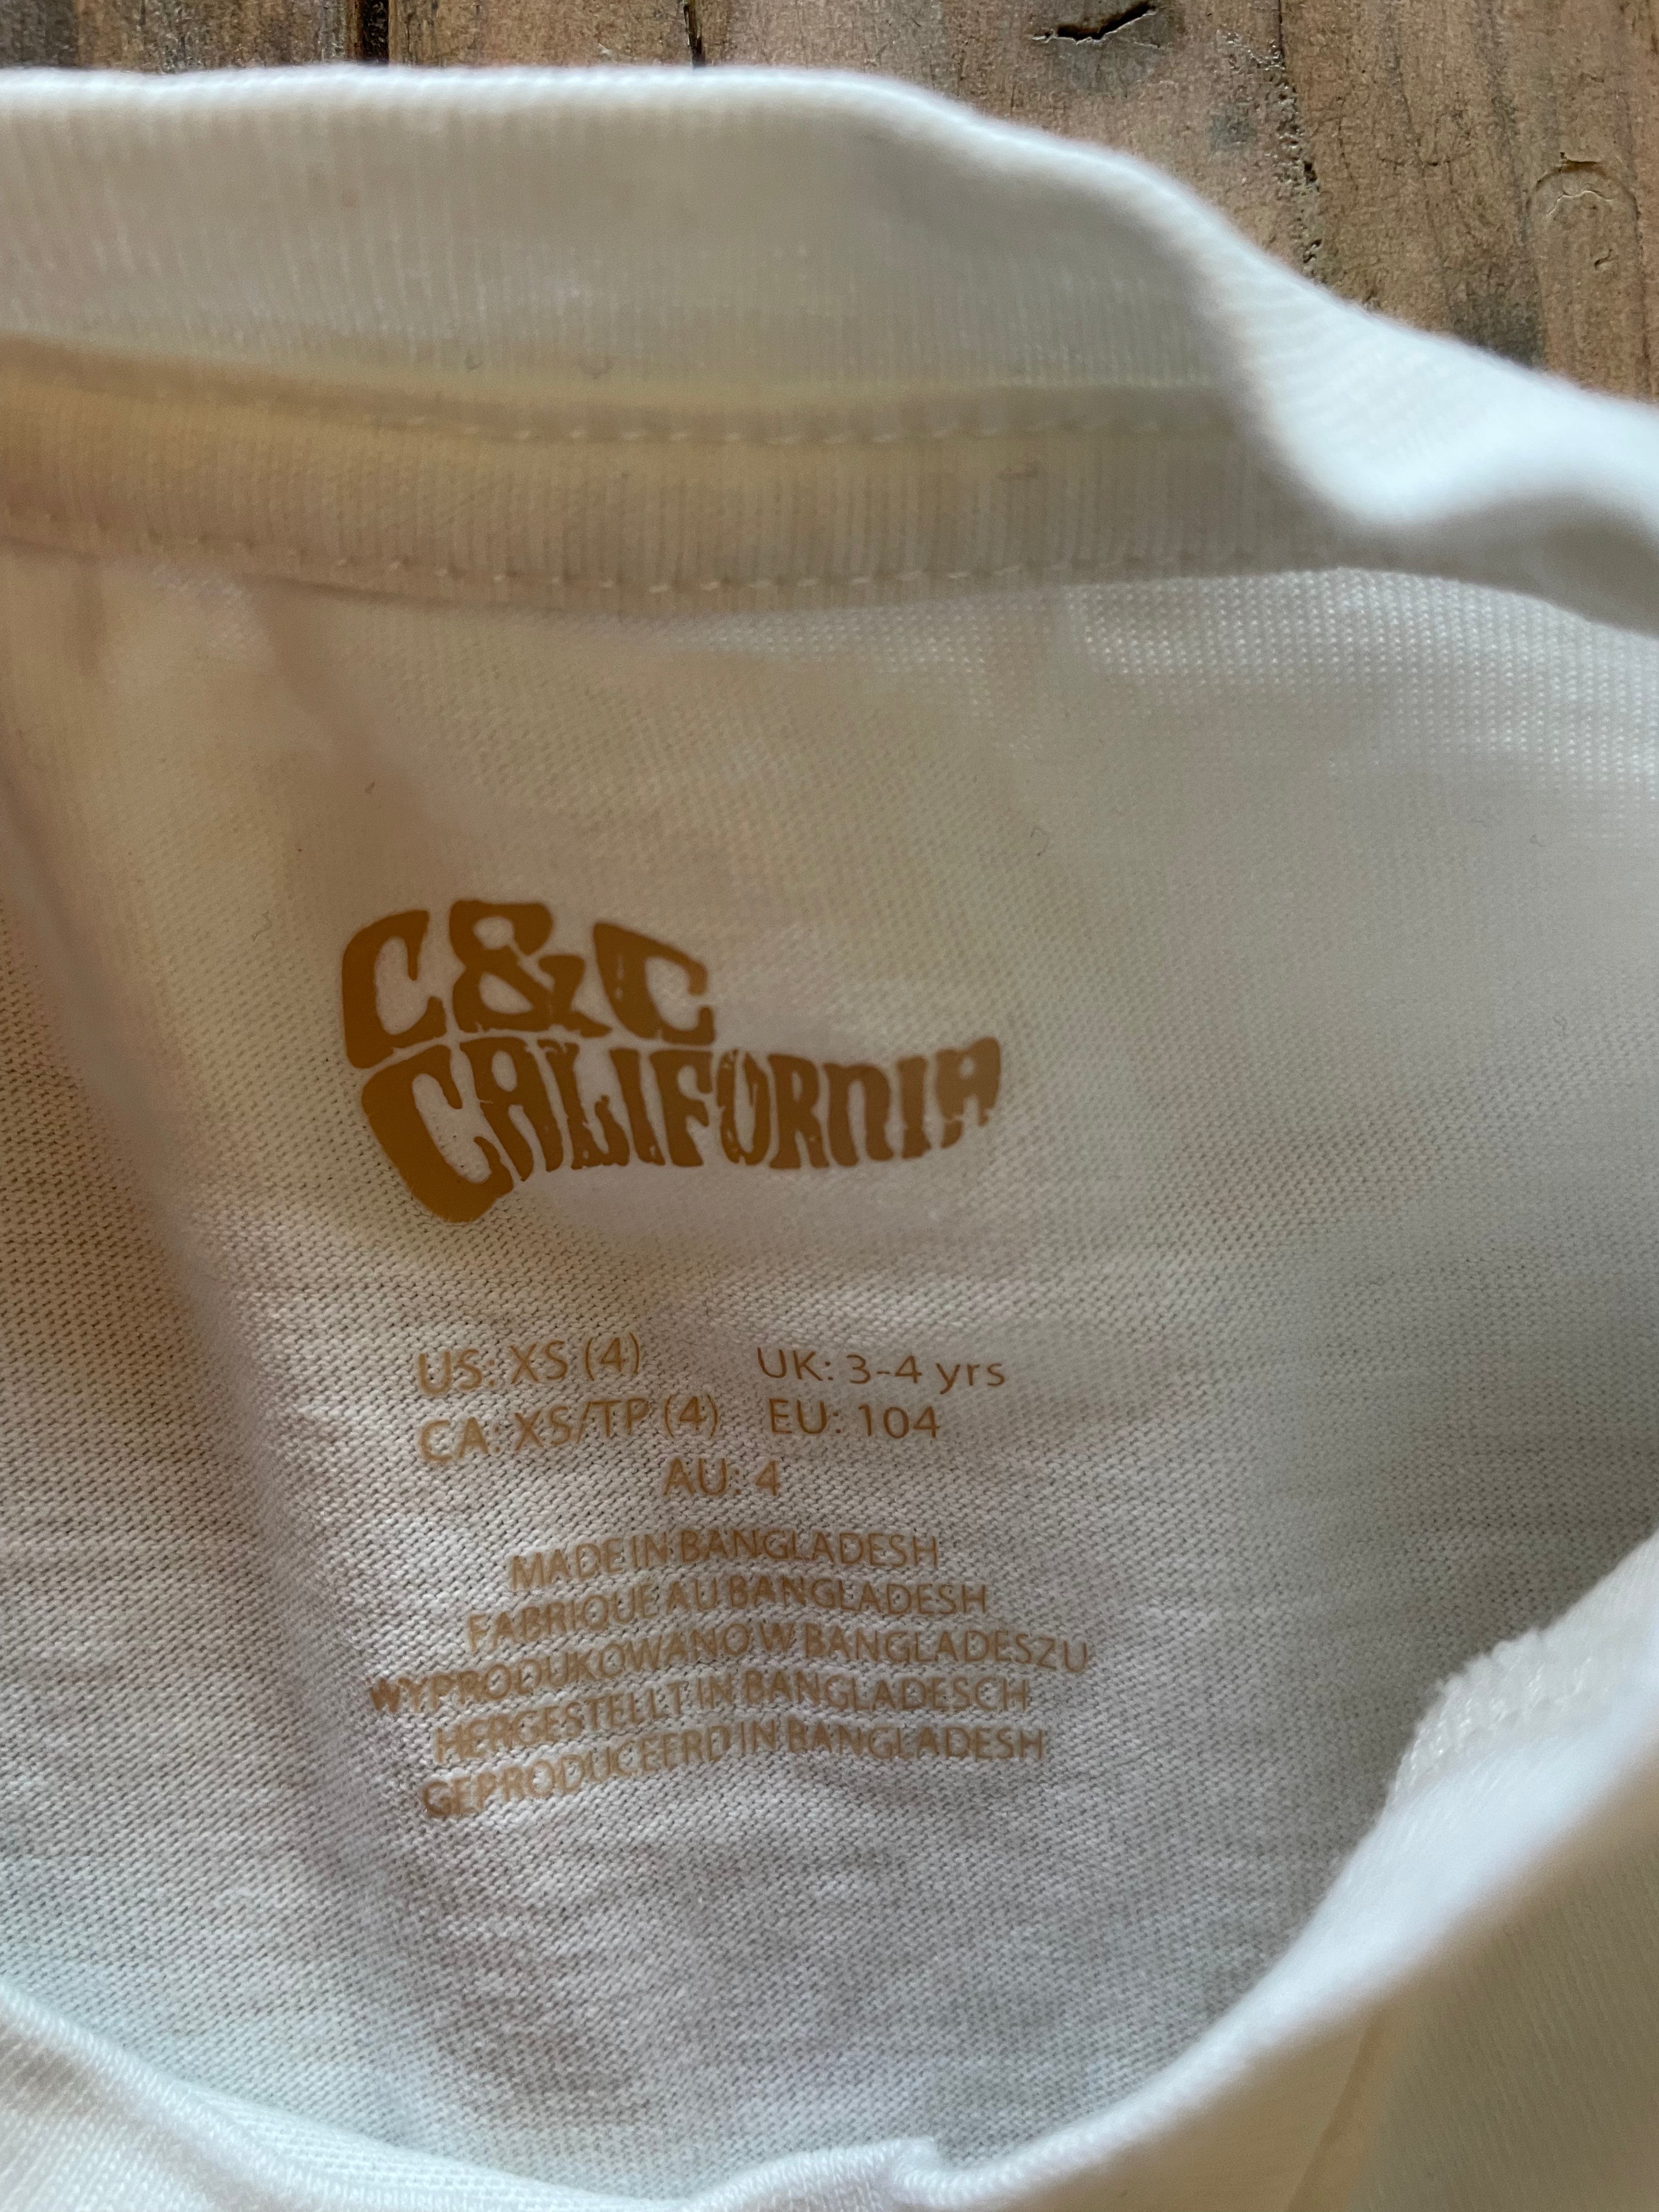 C&C
CALIFORNIA
US: XS (4) UK: 3-4 yrs
CA: XS/TP (4) EU: 104
AU: 4
MADE IN BANGLADESH
FABRIQUE AU BANGLADESH
WYPRODUKOWANO W BANGLADESZU
HERGESTELLT IN BANGLADESCH
GEPRODUCEERD IN BANGLADESH